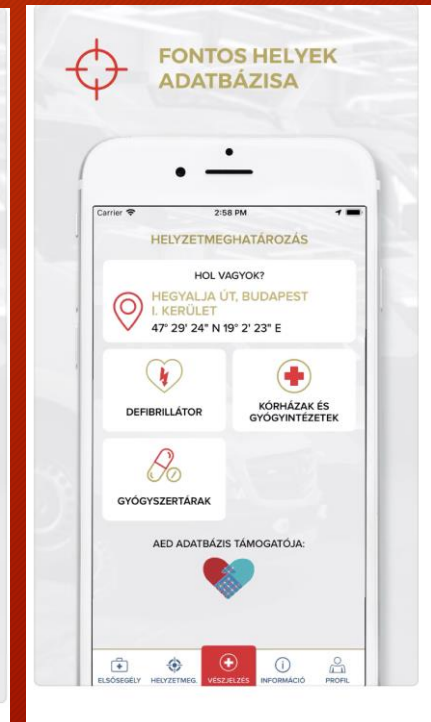 FONTOS HELYEK
ADATBÁZISA
Carrier 2:58 PM
HELYZETMEGHATÁROZÁS
HOL VAGYOK?
HEGYALJA ÚT, BUDAPEST
I. KERÜLET
47° 29' 24" N 19° 2' 23" E
DEFIBRILLÁTOR
KÓRHÁZAK ÉS
GYÓGYINTÉZETEK
GYÓGYSZERTÁRAK
AED ADATBÁZIS TÁMOGATÓJA:
ELSŐSEGÉLY HELYZETMEG. VÉSZJELZÉS INFORMÁCIÓ PROFIL